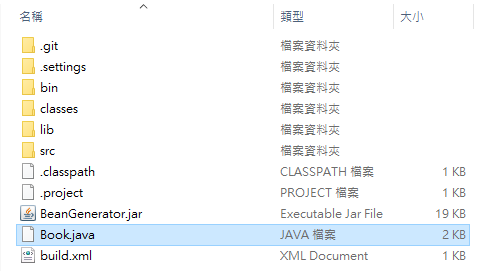 名稱 類型 大小
.git 檔案資料夾
.settings 檔案資料夾
bin 檔案資料夾
classes 檔案資料夾
lib 檔案資料夾
src 檔案資料夾
.classpath CLASSPATH 檔案 1 KB
.project PROJECT 檔案 1 KB
BeanGenerator.jar Executable Jar File 19 KB
Book.java JAVA 檔案 2 KB
build.xml XML Document 1 KB